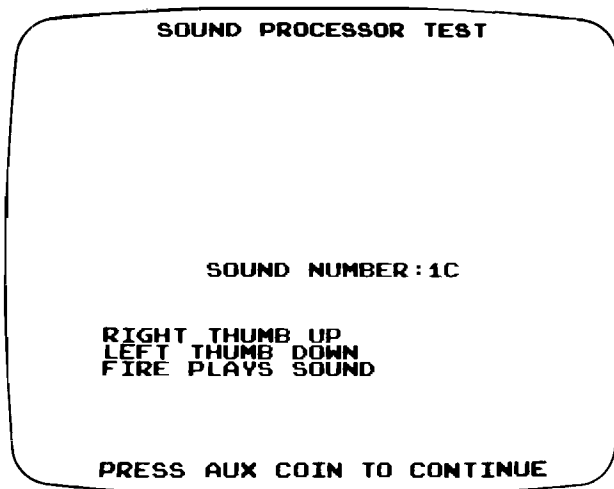 SOUND PROCESSOR TEST
SOUND NUMBER:1C
RIGHT THUMB UP
LEFT THUMB DOWN
FIRE PLAYS SOUND
PRESS AUX COIN TO CONTINUE